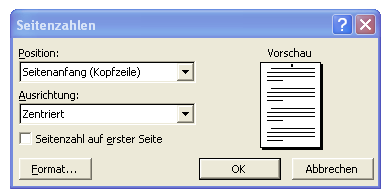 Seitenzahlen
Position:
Vorschau
Seitenanfang (Kopfzeile)
Ausrichtung:
Zentriert
Seitenzahl auf erster Seite
Format...
OK
Abbrechen